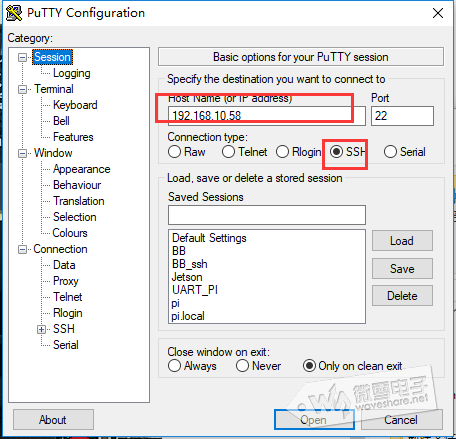 PuTTY Configuration
Category:
Session
Logging
Terminal
Keyboard
Bell
Features
Window
Appearance
Behaviour
Translation
Selection
Colours
Connection
Data
Proxy
Telnet
Rlogin
SSH
Serial
Basic options for your PuTTY session
Specify the destination you want to connect to
Host Name (or IP address) Port
192.168.10.58 22
Connection type:
Raw Telnet Rlogin SSH Serial
Load, save or delete a stored session
Saved Sessions
Default Settings
BB
BB_ssh
Jetson
UART_PI
pi
pi.local
Load
Save
Delete
Close window on exit:
Always Never Only on clean exit
微雪电子
waveshare.net
About Open Cancel